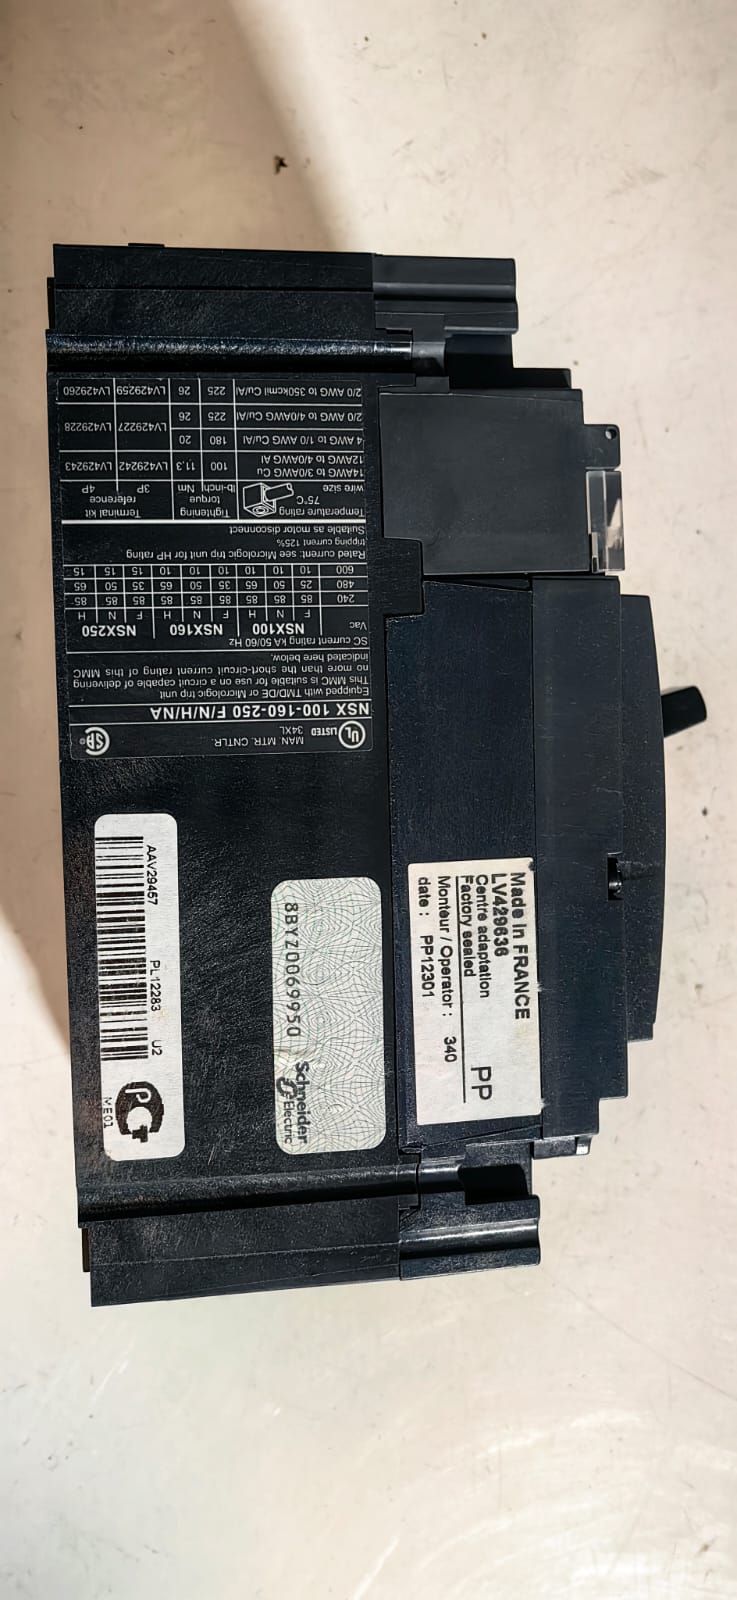 UL LISTED 34XL MAN. MTR. CNTLR.
NSX 100-160-250 F/N/H/NA
Equipped with TMD/DE or Micrologic trip unit
This MMC is suitable for use on a circuit capable of delivering
no more than the short-circuit current rating of this MMC
indicated here below.
SC current rating kA 50/60 Hz
Vac NSX100 NSX160 NSX250
F N H F N H F N H
240 85 85 85 85 85 85 85 85 85
480 25 50 65 35 50 65 35 50 65
600 10 10 10 10 10 10 15 15 15
Rated current: see Micrologic trip unit for HP rating
tripping current 125%
Suitable as motor disconnect
Temperature rating 75°C
wire size
Tightening torque
lb-inch Nm
Terminal kit reference
3P 4P
14AWG to 3/0AWG Cu
12AWG to 4/0AWG Al
100 11,3 LV429242 LV429243
4 AWG to 1/0 AWG Cu/Al 180 20
2/0 AWG to 4/0AWG Cu/Al 225 26
LV429227 LV429228
2/0 AWG to 350kcmil Cu/Al 225 26 LV429259 LV429260
AAV29457 PL12283 U2
ME01
8BYZ0069950
Schneider
Electric
Made in FRANCE
LV429636
Centre adaptation PP
Factory sealed
Monteur / Operator : 340
date : PP12301